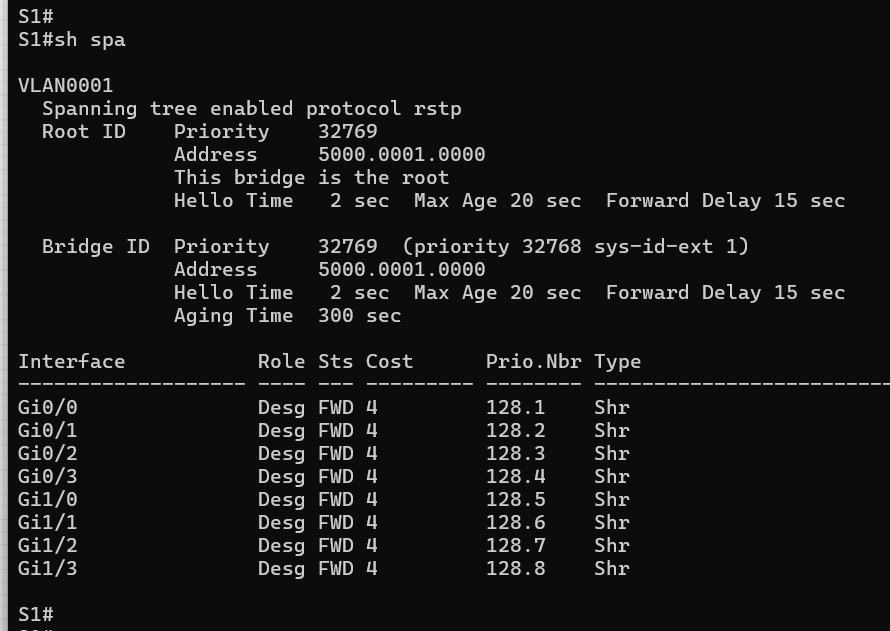 S1#
S1#sh spa

VLAN0001
  Spanning tree enabled protocol rstp
  Root ID    Priority    32769
             Address     5000.0001.0000
             This bridge is the root
             Hello Time   2 sec  Max Age 20 sec  Forward Delay 15 sec

  Bridge ID  Priority    32769  (priority 32768 sys-id-ext 1)
             Address     5000.0001.0000
             Hello Time   2 sec  Max Age 20 sec  Forward Delay 15 sec
             Aging Time  300 sec

Interface           Role Sts Cost      Prio.Nbr Type
------------------- ---- --- --------- -------- -------------------------
Gi0/0               Desg FWD 4         128.1    Shr
Gi0/1               Desg FWD 4         128.2    Shr
Gi0/2               Desg FWD 4         128.3    Shr
Gi0/3               Desg FWD 4         128.4    Shr
Gi1/0               Desg FWD 4         128.5    Shr
Gi1/1               Desg FWD 4         128.6    Shr
Gi1/2               Desg FWD 4         128.7    Shr
Gi1/3               Desg FWD 4         128.8    Shr

S1#